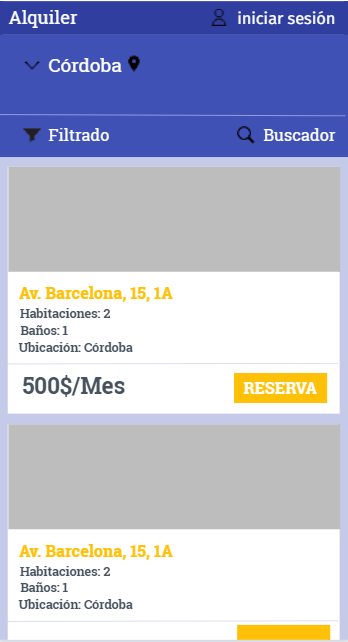 Alquiler iniciar sesión
Córdoba
Filtrado Buscador
Av. Barcelona, 15, 1A
Habitaciones: 2
Baños: 1
Ubicación: Córdoba
500$/Mes RESERVA
Av. Barcelona, 15, 1A
Habitaciones: 2
Baños: 1
Ubicación: Córdoba